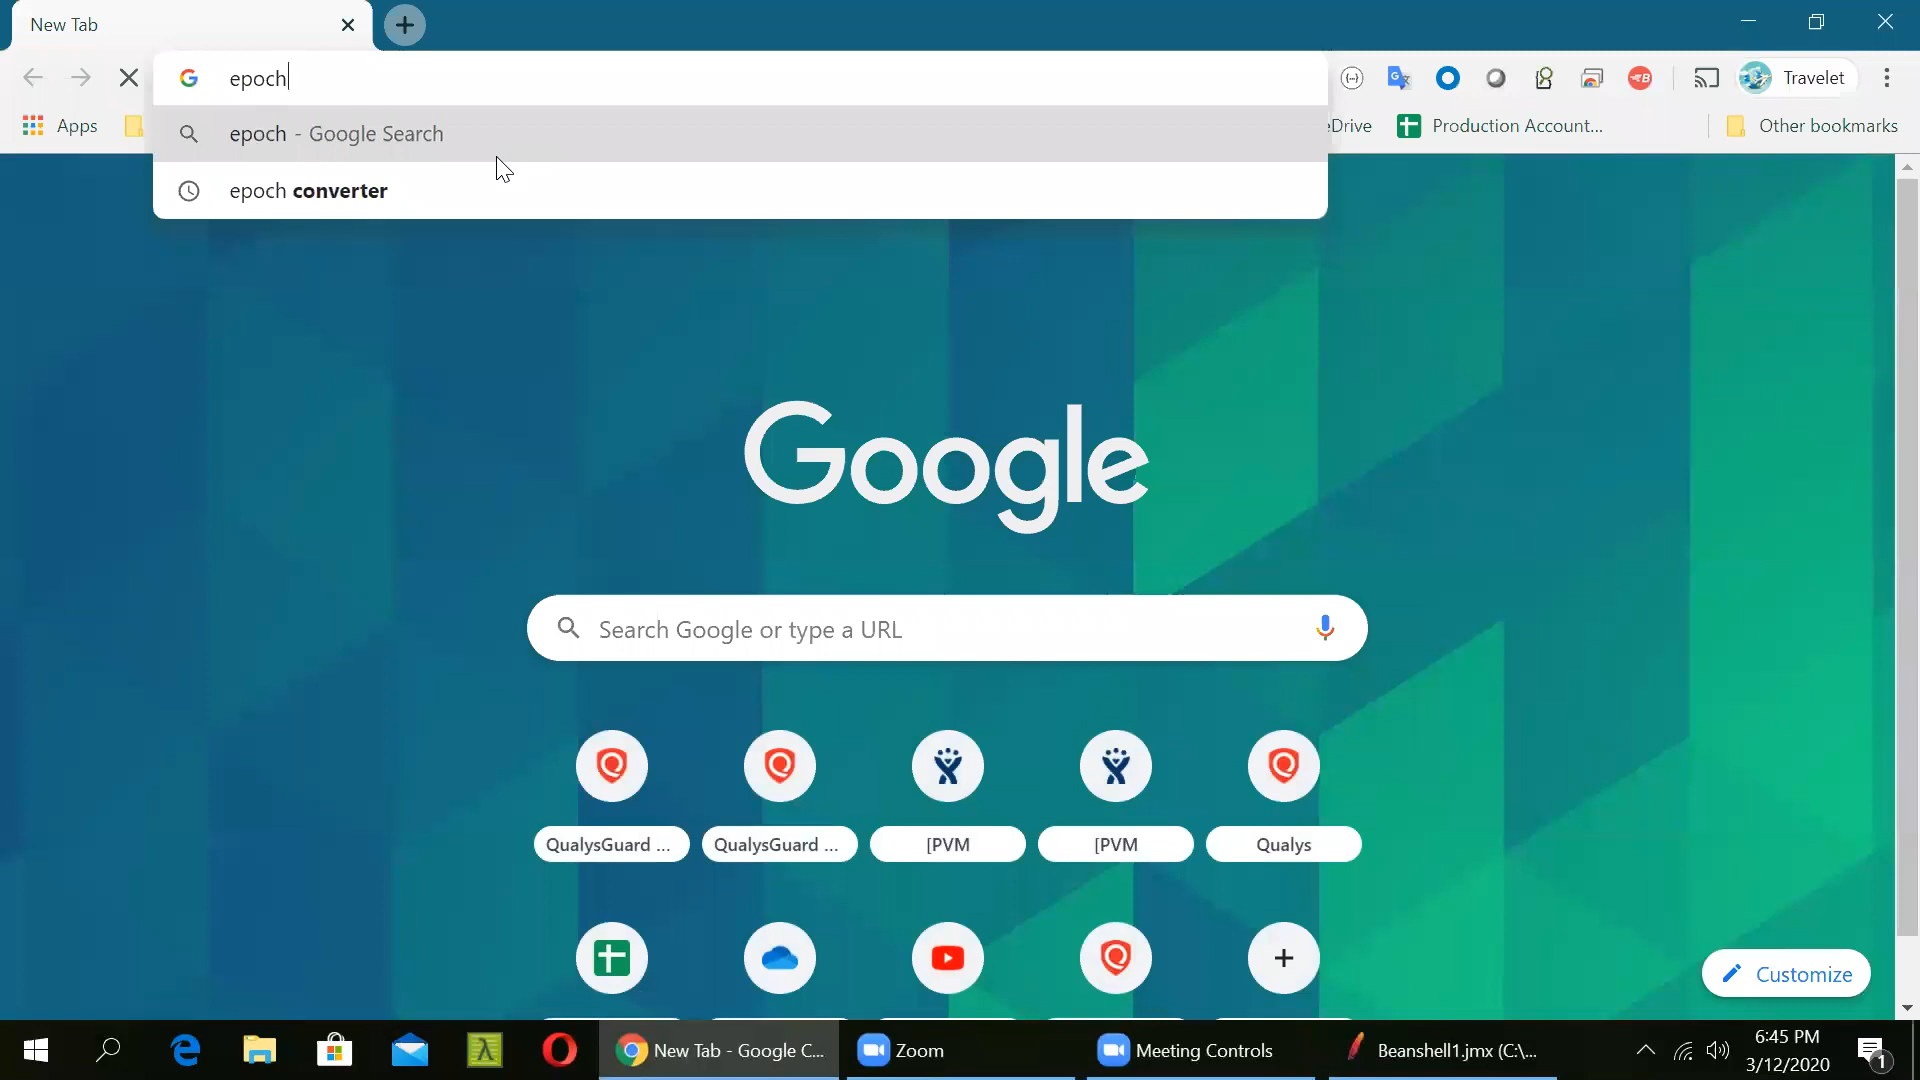 New Tab
epoch
Travelet
Apps
eDrive
Production Account...
Other bookmarks
epoch - Google Search
epoch converter
Google
Search Google or type a URL
QualysGuard ...
QualysGuard ...
[PVM
[PVM
Qualys
Customize
New Tab - Google C...
Zoom
Meeting Controls
Beanshell1.jmx (C:\...
6:45 PM
3/12/2020
1